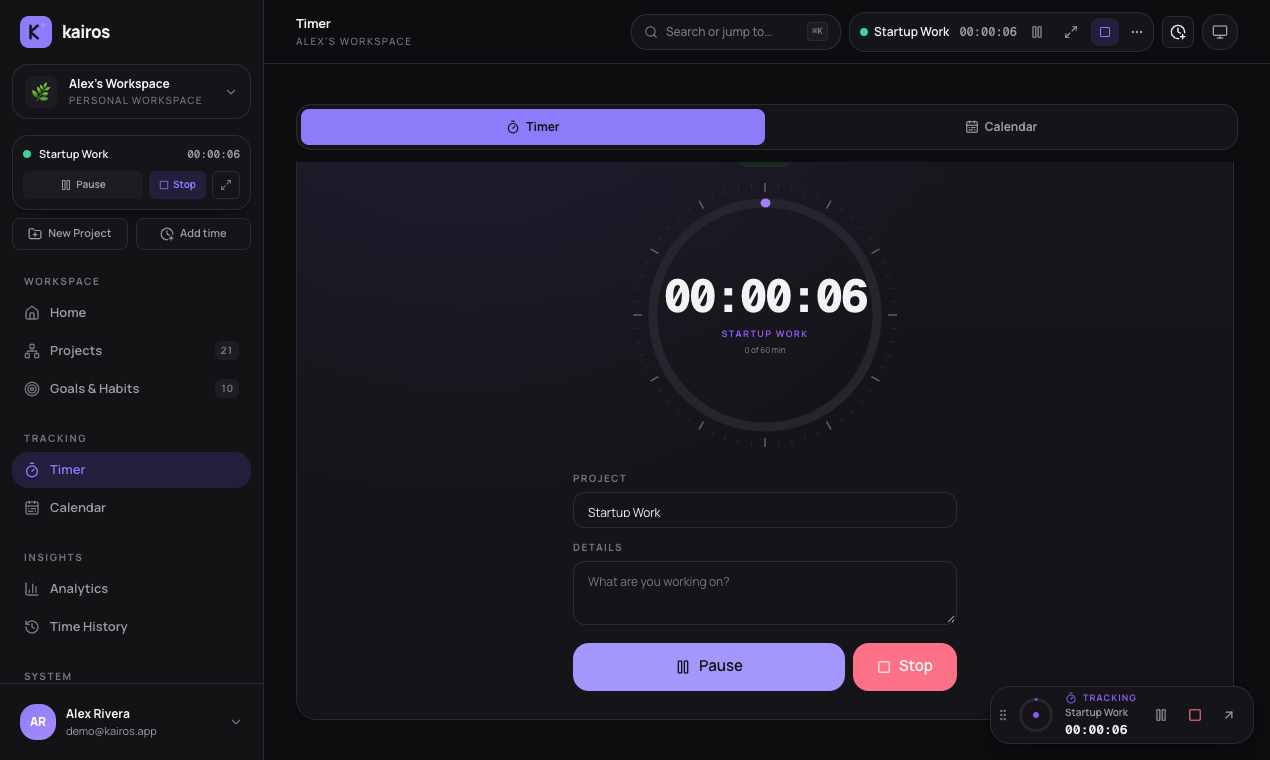 kairos
Alex's Workspace
PERSONAL WORKSPACE
Startup Work 00:00:06
Pause Stop
New Project Add time
WORKSPACE
Home
Projects 21
Goals & Habits 10
TRACKING
Timer
Calendar
INSIGHTS
Analytics
Time History
SYSTEM
AR
Alex Rivera
demo@kairos.app
Timer
ALEX'S WORKSPACE
Search or jump to... ⌘K
Startup Work 00:00:06
Timer Calendar
00:00:06
STARTUP WORK
0 of 60 min
PROJECT
Startup Work
DETAILS
What are you working on?
Pause Stop
TRACKING
Startup Work
00:00:06